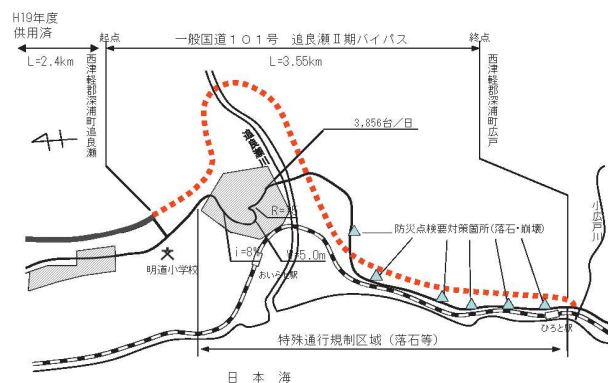 H19年度
供用済
起点
一般国道101号 追良瀬Ⅱ期バイパス
終点
L=2.4km
L=3.55km
西津軽郡深浦町追良瀬
西津軽郡深浦町広戸
3,856台/日
追良瀬川
小広戸川
R=15
防災点検要対策箇所(落石・崩壊)
i=8%
W=5.0m
明道小学校
おいらせ駅
ひろと駅
特殊通行規制区域(落石等)
日本海